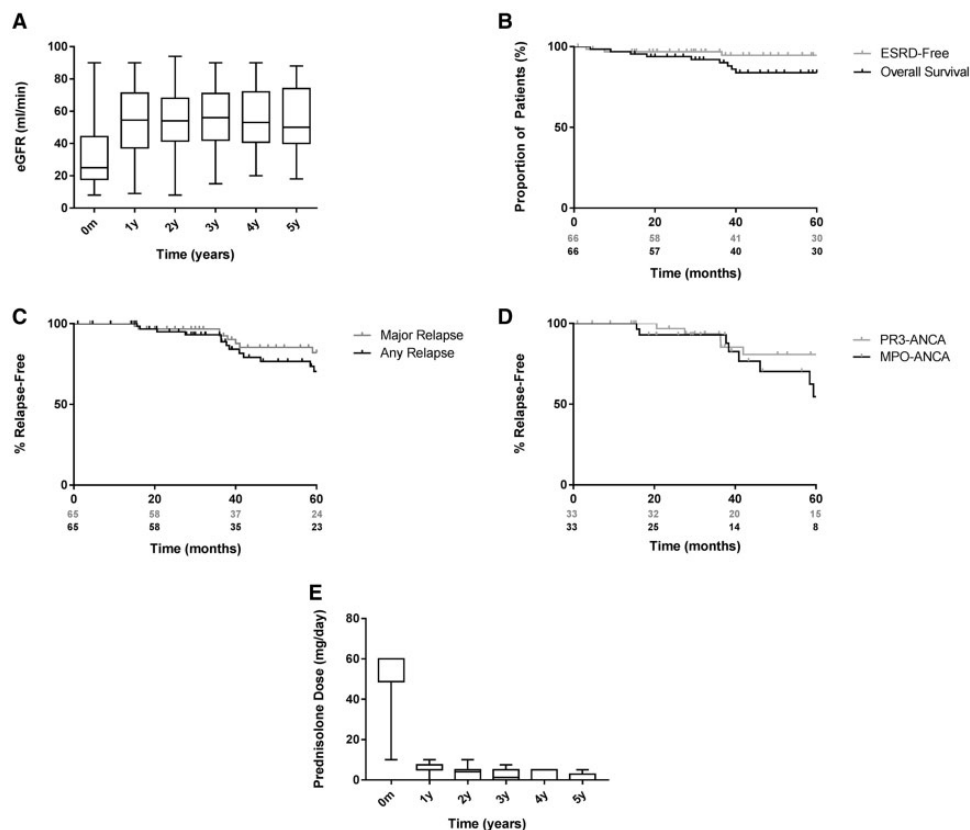 A
100
80
60
40
20
0
eGFR (ml/min)
0m 1y 2y 3y 4y 5y
Time (years)
B
100
50
0
Proportion of Patients (%)
ESRD-Free
Overall Survival
0 20 40 60
66 58 41 30
66 57 40 30
Time (months)
C
100
50
0
% Relapse-Free
Major Relapse
Any Relapse
0 20 40 60
65 58 37 24
65 58 35 23
Time (months)
D
100
50
0
% Relapse-Free
PR3-ANCA
MPO-ANCA
0 20 40 60
33 32 20 15
33 25 14 8
Time (months)
E
80
60
40
20
0
Prednisolone Dose (mg/day)
0m 1y 2y 3y 4y 5y
Time (years)